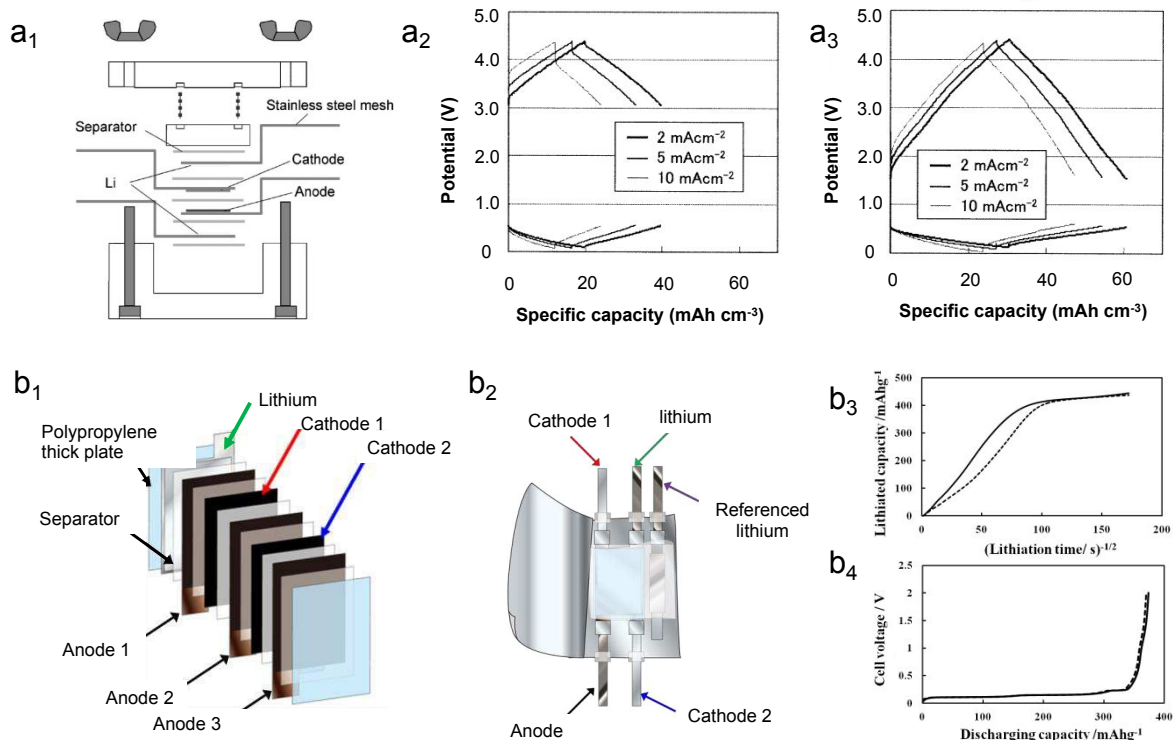 a1
Stainless steel mesh
Separator
Cathode
Li
Anode
a2
5.0
4.0
3.0
2.0
1.0
0
Potential (V)
2 mAcm⁻²
5 mAcm⁻²
10 mAcm⁻²
0 20 40 60
Specific capacity (mAh cm⁻³)
a3
5.0
4.0
3.0
2.0
1.0
0
Potential (V)
2 mAcm⁻²
5 mAcm⁻²
10 mAcm⁻²
0 20 40 60
Specific capacity (mAh cm⁻³)
b1
Lithium
Cathode 1
Cathode 2
Polypropylene
thick plate
Separator
Anode 1
Anode 2
Anode 3
b2
Cathode 1
lithium
Referenced
lithium
Anode
Cathode 2
b3
500
400
300
200
100
0
Lithiated capacity /mAhg⁻¹
0 50 100 150 200
(Lithiation time/ s)⁻¹/²
b4
2.5
2
1.5
1
0.5
0
Cell voltage / V
0 100 200 300 400
Discharging capacity /mAhg⁻¹